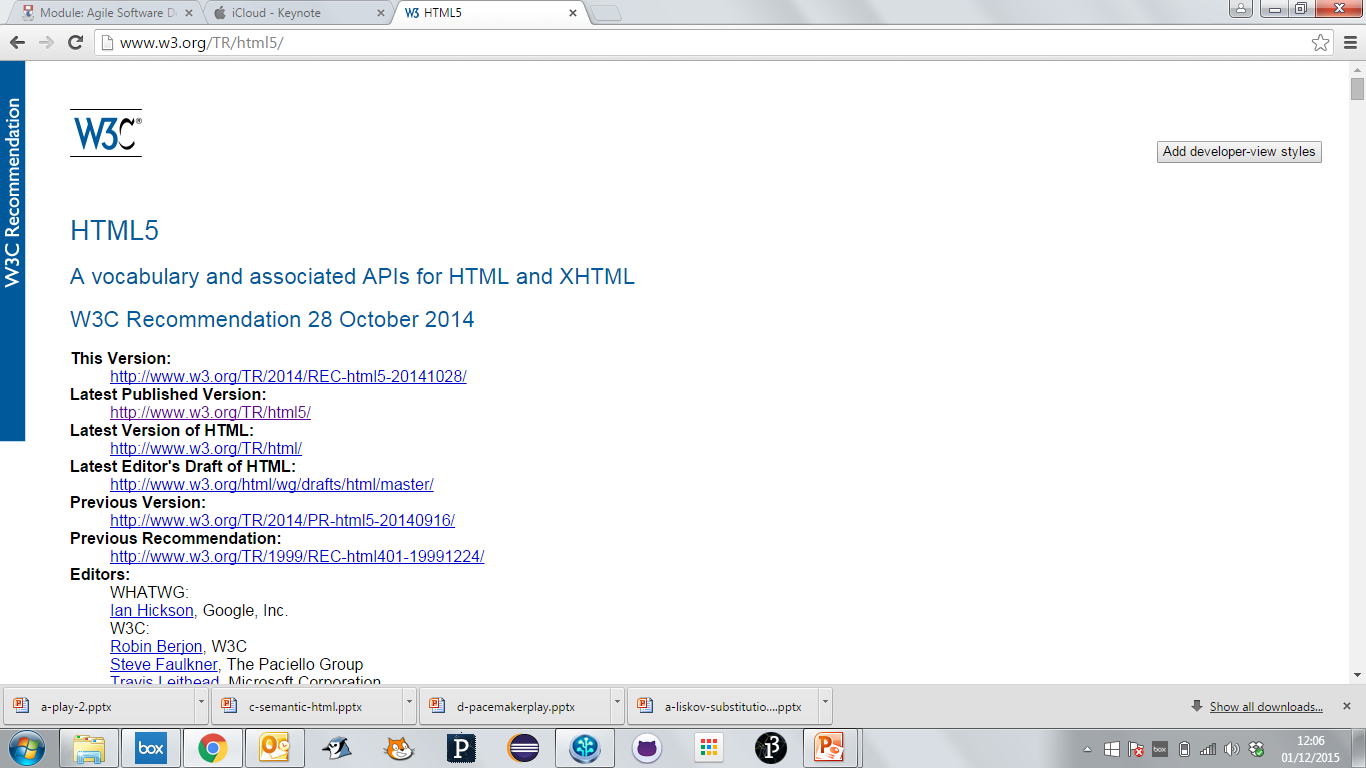 Module: Agile Software D
iCloud - Keynote
W3 HTML5
www.w3.org/TR/html5/
W3C Recommendation
W3C®
Add developer-view styles
HTML5
A vocabulary and associated APIs for HTML and XHTML
W3C Recommendation 28 October 2014
This Version:
http://www.w3.org/TR/2014/REC-html5-20141028/
Latest Published Version:
http://www.w3.org/TR/html5/
Latest Version of HTML:
http://www.w3.org/TR/html/
Latest Editor's Draft of HTML:
http://www.w3.org/html/wg/drafts/html/master/
Previous Version:
http://www.w3.org/TR/2014/PR-html5-20140916/
Previous Recommendation:
http://www.w3.org/TR/1999/REC-html401-19991224/
Editors:
WHATWG:
Ian Hickson, Google, Inc.
W3C:
Robin Berjon, W3C
Steve Faulkner, The Paciello Group
Travis Leithead, Microsoft Corporation
a-play-2.pptx
c-semantic-html.pptx
d-pacemakerplay.pptx
a-liskov-substitutio....pptx
Show all downloads...
box
P
box
12:06
01/12/2015